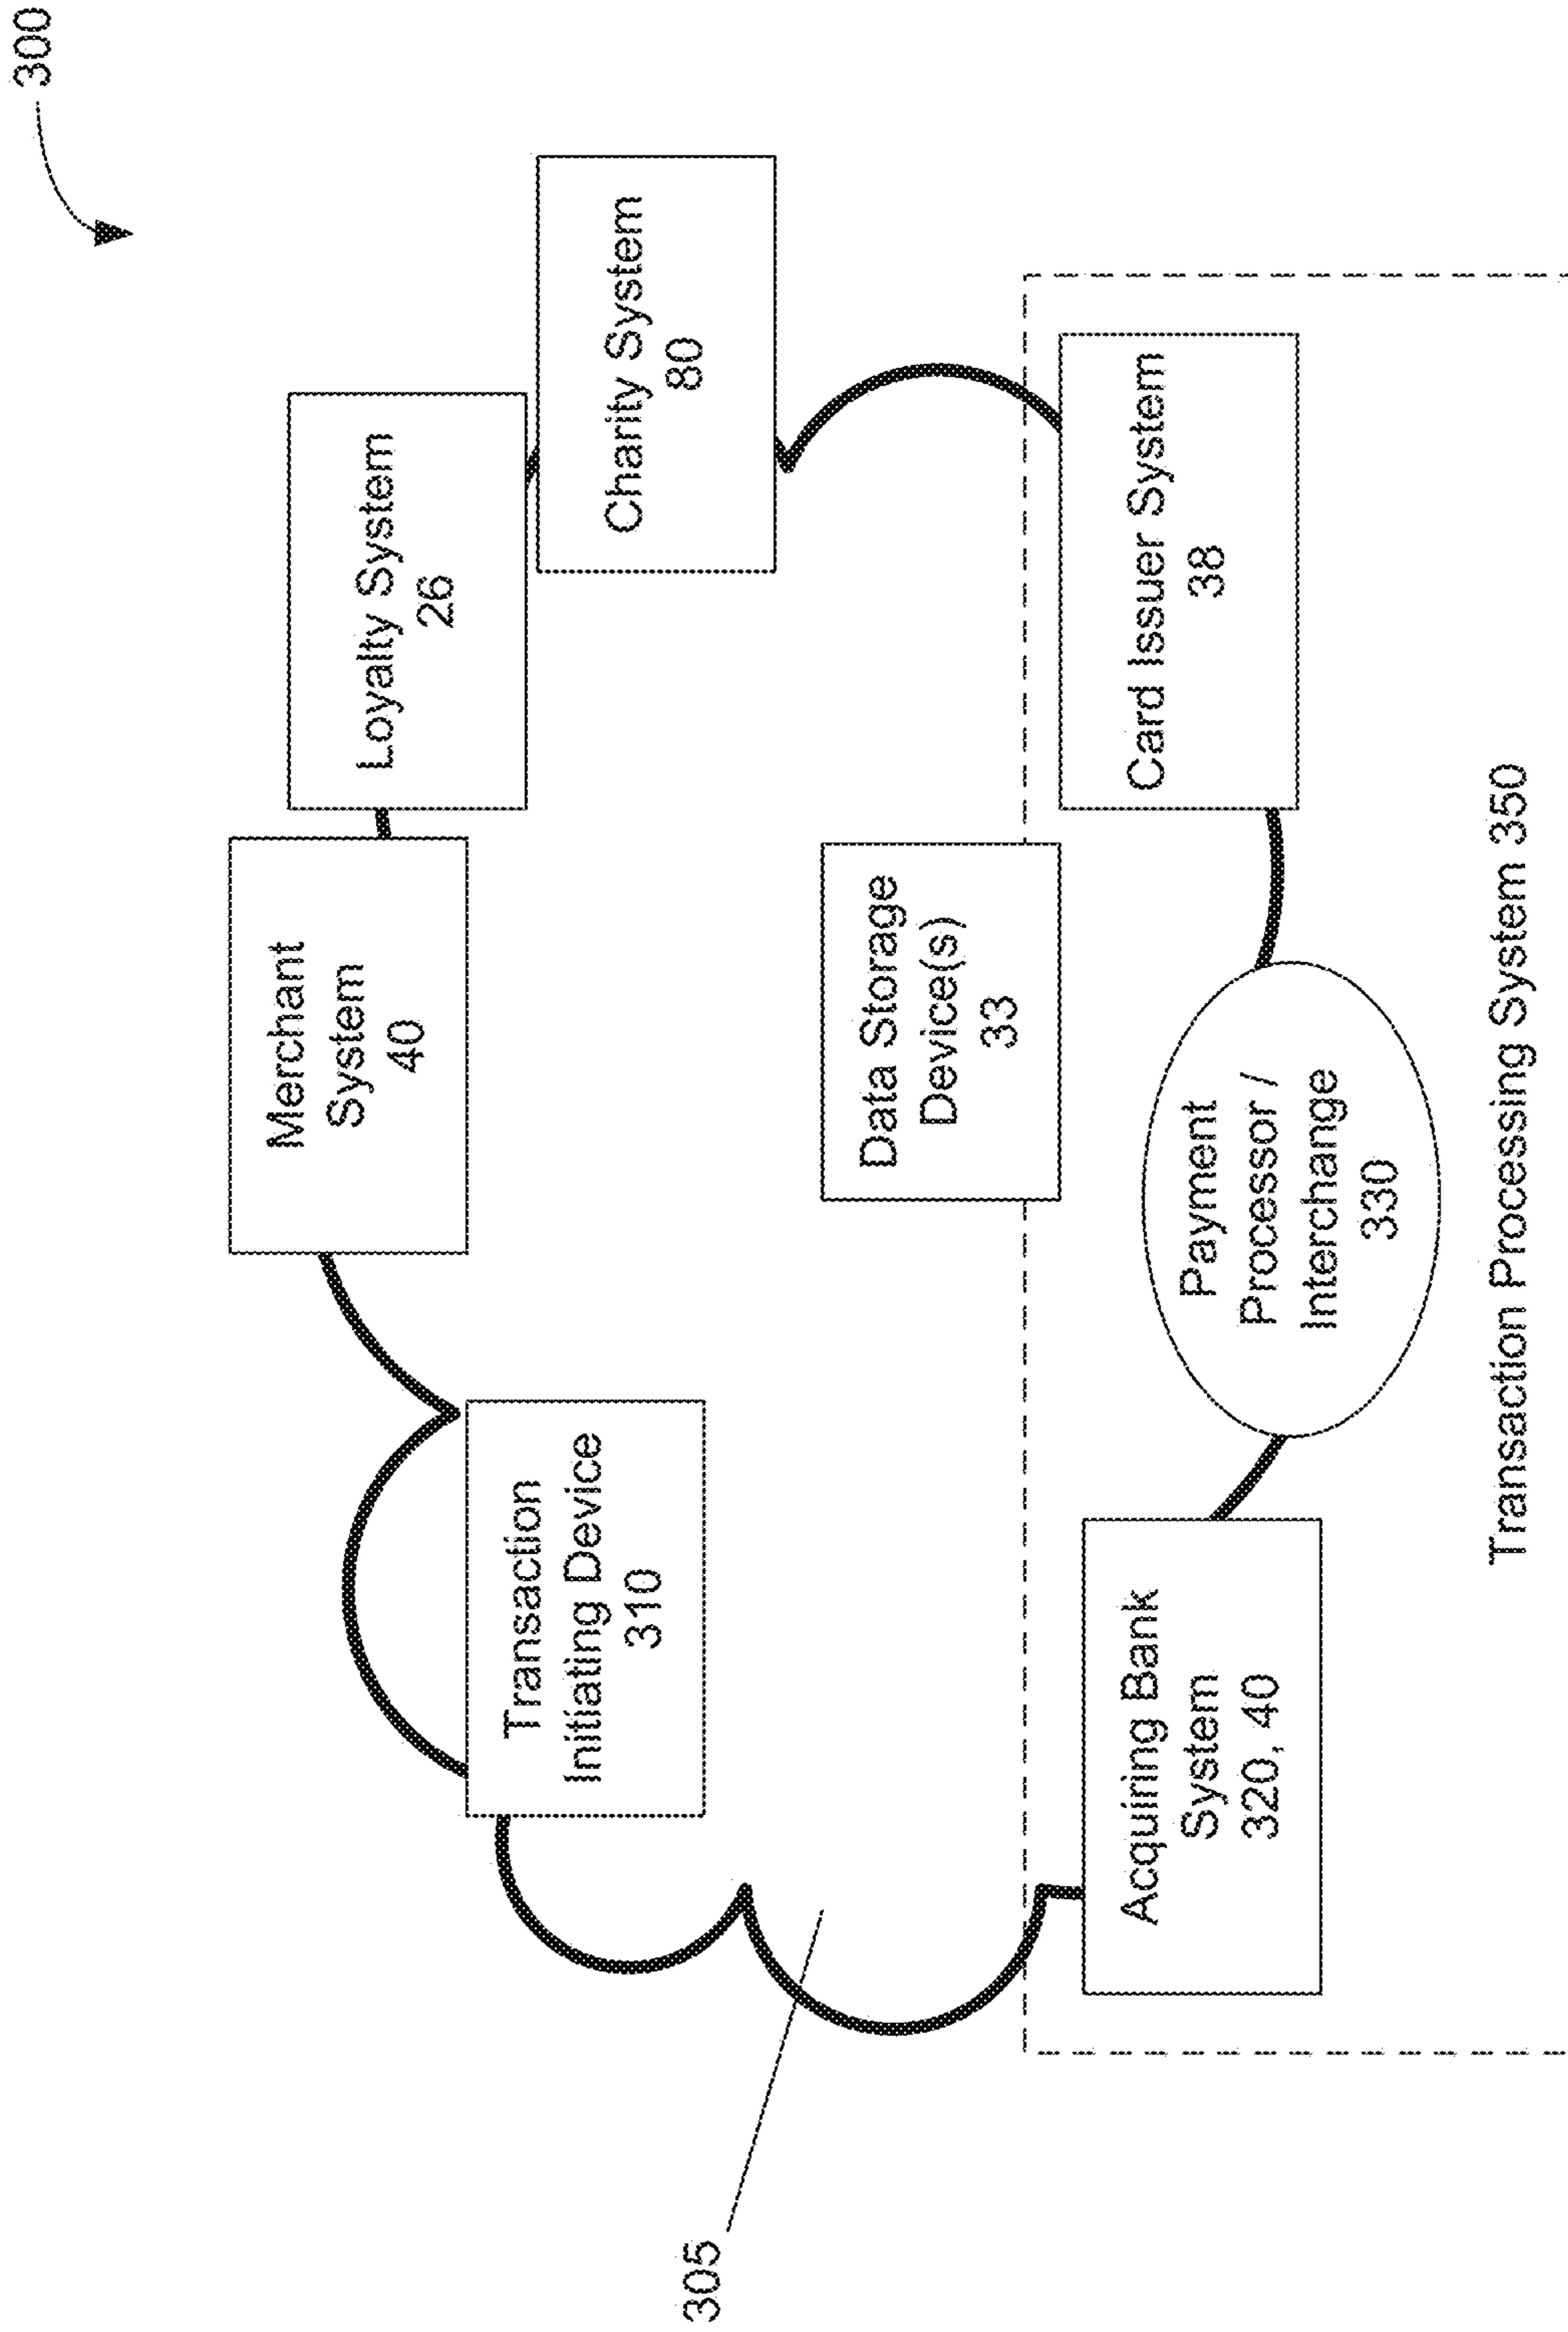 300
Merchant
System
40
Loyalty System
26
Charity System
80
Transaction
Initiating Device
310
305
Data Storage
Device(s)
33
Acquiring Bank
System
320, 40
Payment
Processor /
Interchange
330
Card Issuer System
38
Transaction Processing System 350